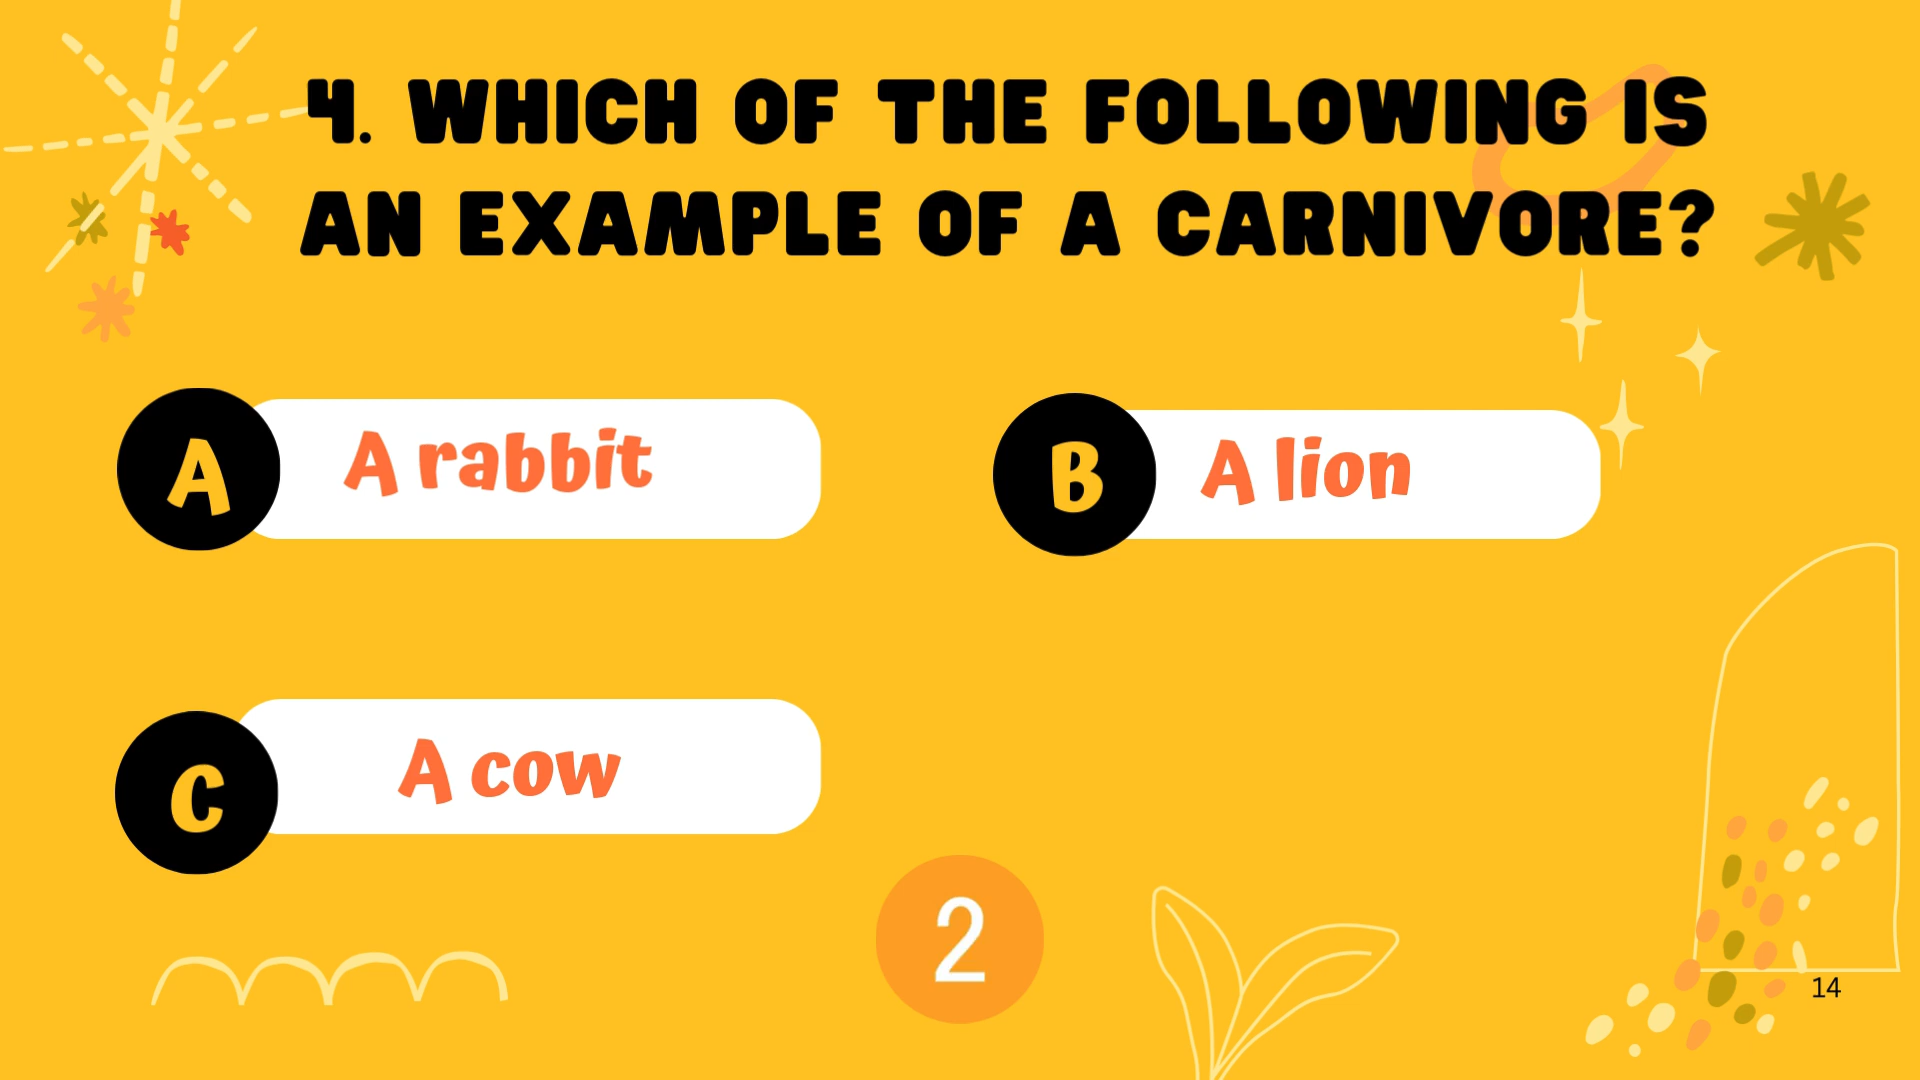 4. WHICH OF THE FOLLOWING IS
AN EXAMPLE OF A CARNIVORE?
A A rabbit
B A lion
C A cow
2
14